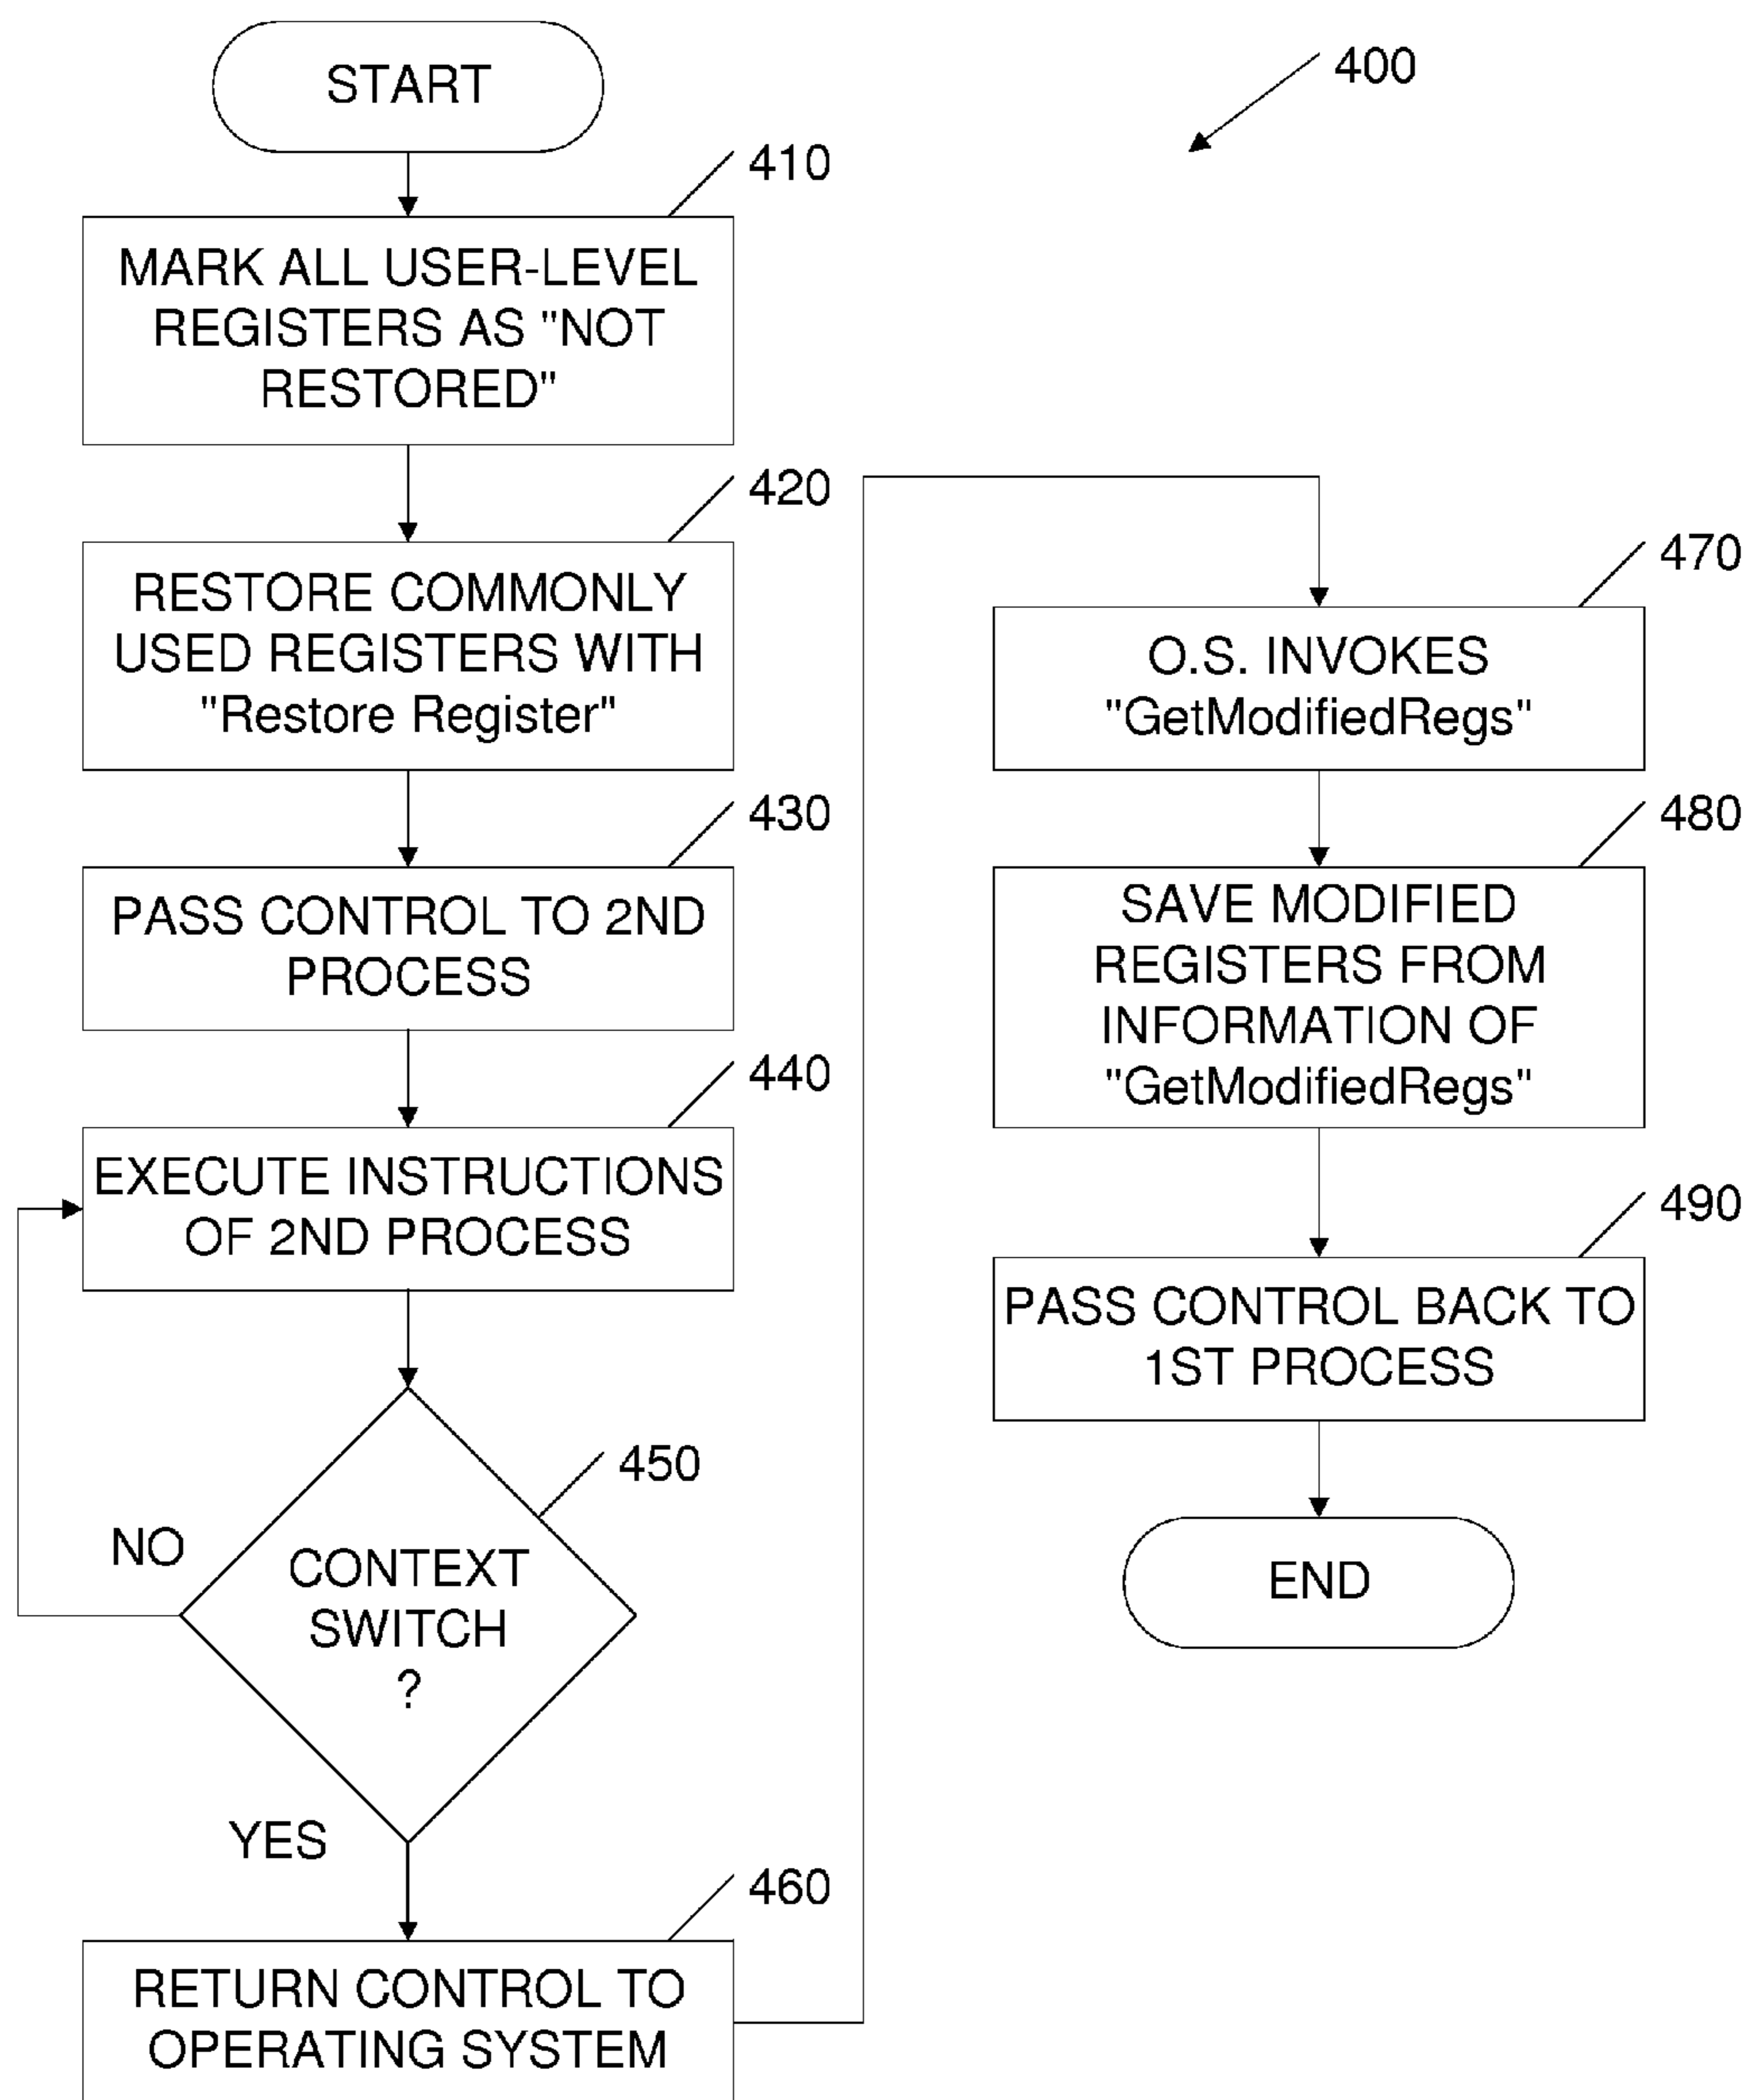 START
400
410
MARK ALL USER-LEVEL
REGISTERS AS "NOT
RESTORED"
420
RESTORE COMMONLY
USED REGISTERS WITH
"Restore Register"
430
PASS CONTROL TO 2ND
PROCESS
440
EXECUTE INSTRUCTIONS
OF 2ND PROCESS
450
CONTEXT
SWITCH
?
NO
YES
460
RETURN CONTROL TO
OPERATING SYSTEM
470
O.S. INVOKES
"GetModifiedRegs"
480
SAVE MODIFIED
REGISTERS FROM
INFORMATION OF
"GetModifiedRegs"
490
PASS CONTROL BACK TO
1ST PROCESS
END